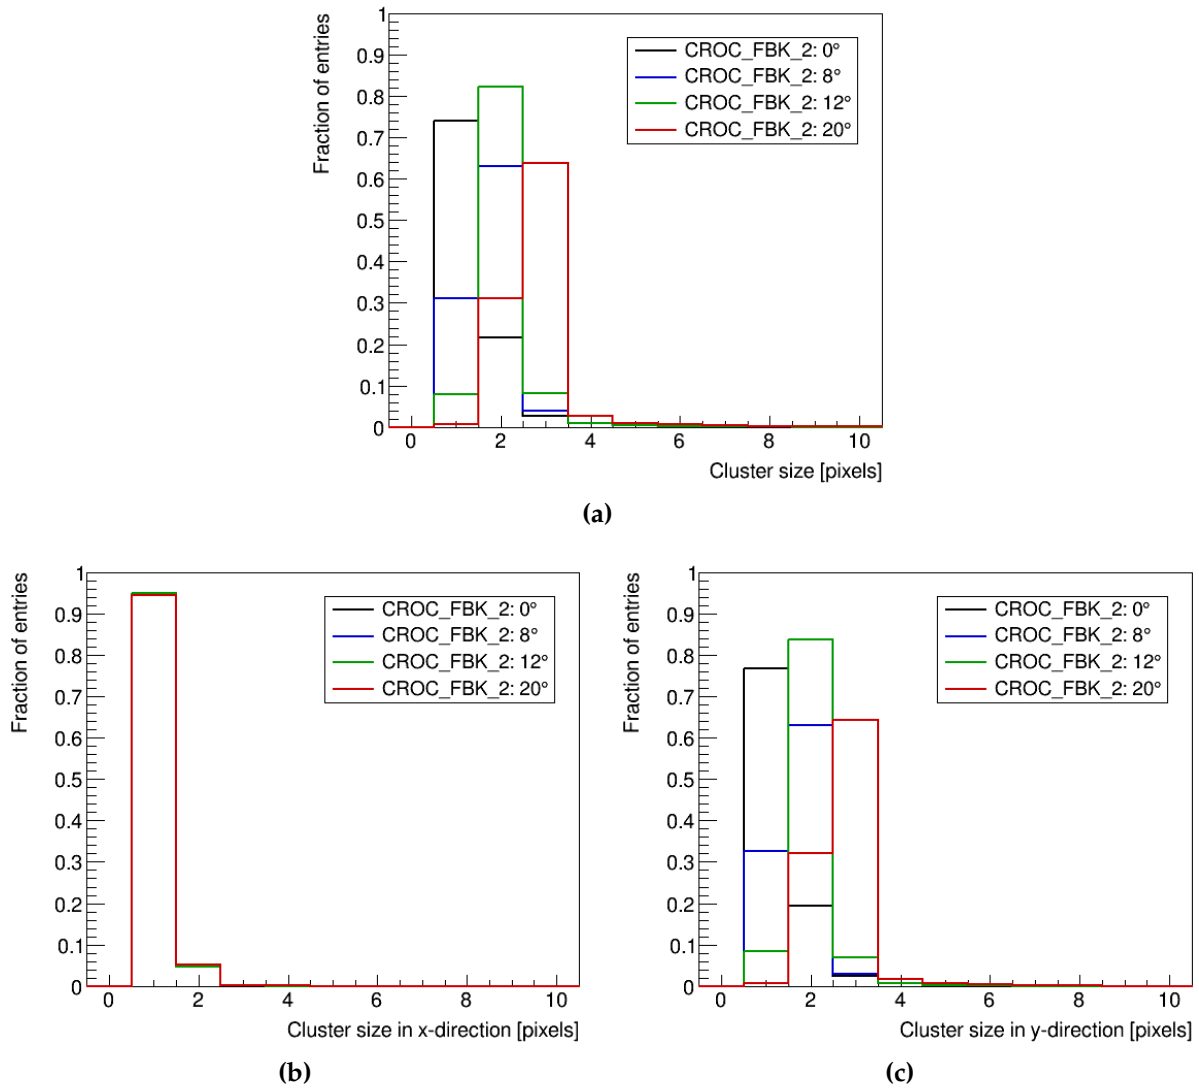 1
0.9
0.8
0.7
0.6
0.5
0.4
0.3
0.2
0.1
0
Fraction of entries
CROC_FBK_2: 0°
CROC_FBK_2: 8°
CROC_FBK_2: 12°
CROC_FBK_2: 20°
0 2 4 6 8 10
Cluster size [pixels]
(a)
1
0.9
0.8
0.7
0.6
0.5
0.4
0.3
0.2
0.1
0
Fraction of entries
CROC_FBK_2: 0°
CROC_FBK_2: 8°
CROC_FBK_2: 12°
CROC_FBK_2: 20°
0 2 4 6 8 10
Cluster size in x-direction [pixels]
(b)
1
0.9
0.8
0.7
0.6
0.5
0.4
0.3
0.2
0.1
0
Fraction of entries
CROC_FBK_2: 0°
CROC_FBK_2: 8°
CROC_FBK_2: 12°
CROC_FBK_2: 20°
0 2 4 6 8 10
Cluster size in y-direction [pixels]
(c)